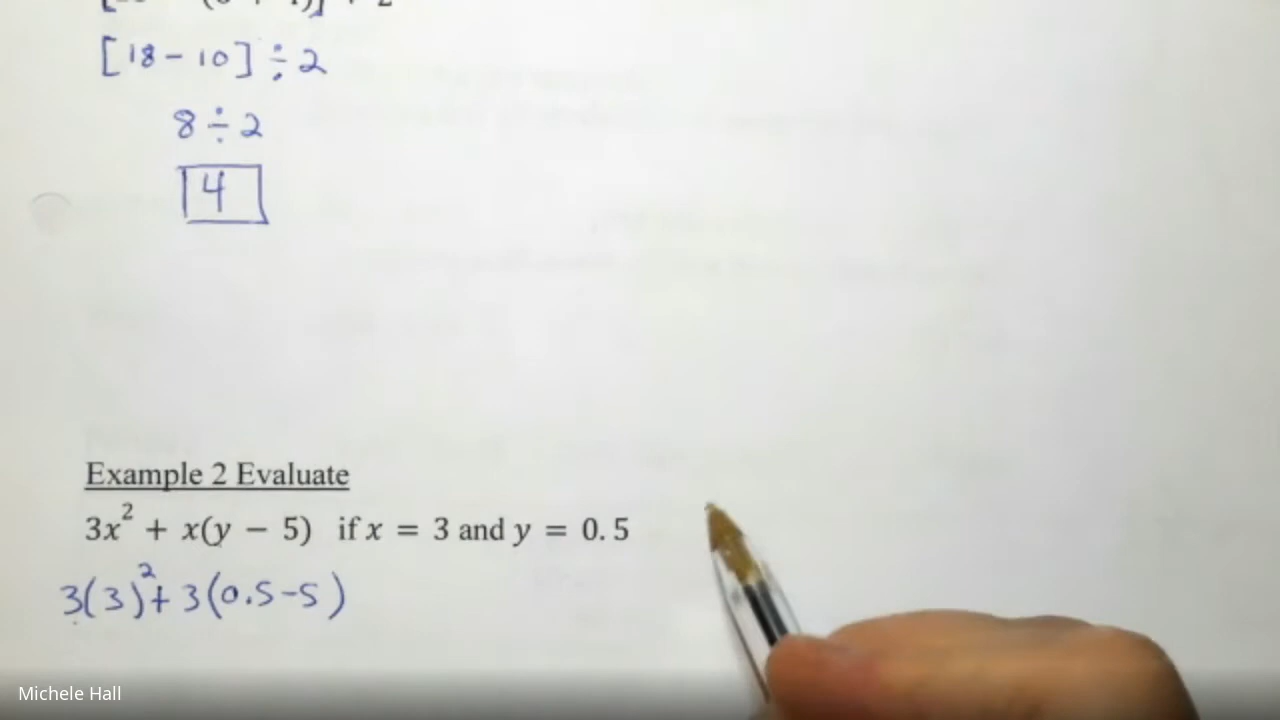 [18 - 10] ÷ 2
8 ÷ 2
4
Example 2 Evaluate
3x² + x(y − 5) if x = 3 and y = 0.5
3(3)² + 3(0.5-5)
Michele Hall